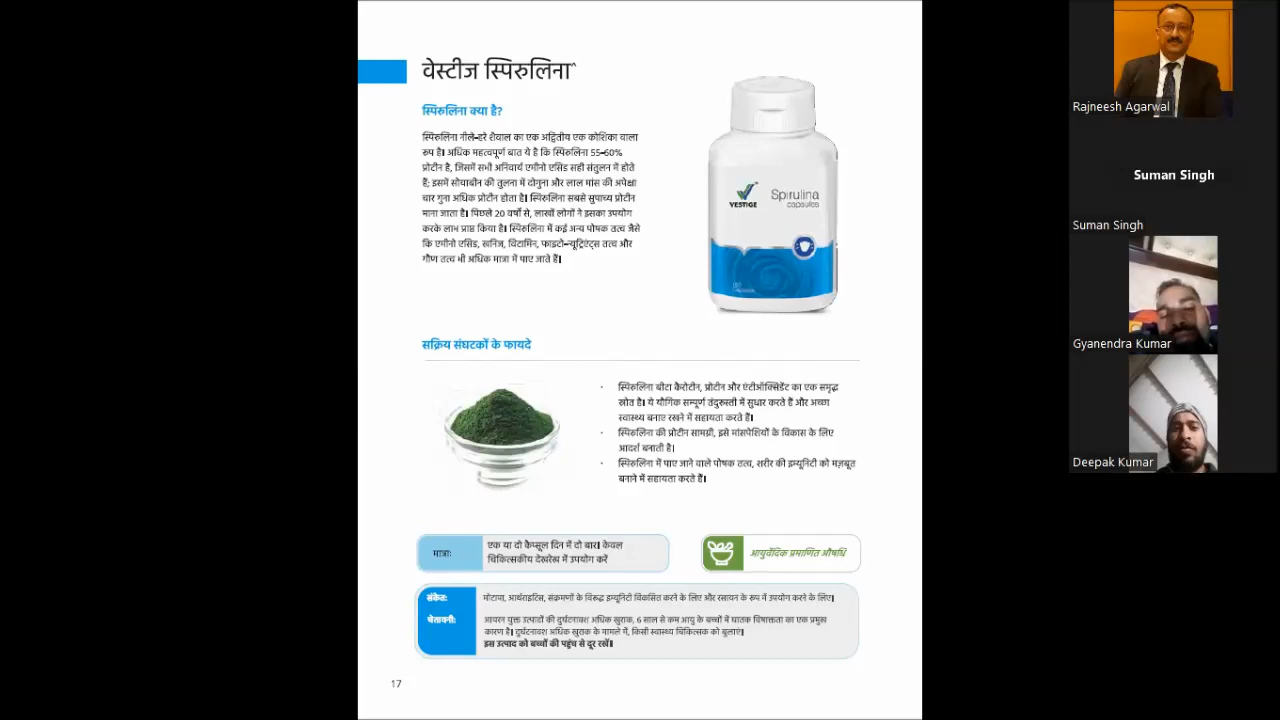 वेस्टीज स्पिरुलिना^
स्पिरुलिना क्या है?
स्पिरुलिना नीले-हरे शैवाल का एक अद्वितीय एक कोशिका वाला
रूप है। अधिक महत्वपूर्ण बात ये है कि स्पिरुलिना 55-60%
प्रोटीन है, जिसमें सभी अनिवार्य एमीनो एसिड सही संतुलन में होते
हैं; इसमें सोयाबीन की तुलना में दोगुना और लाल मांस की अपेक्षा
चार गुना अधिक प्रोटीन होता है। स्पिरुलिना सबसे सुपाच्य प्रोटीन
माना जाता है। पिछले 20 वर्षों से, लाखों लोगों ने इसका उपयोग
करके लाभ प्राप्त किया है। स्पिरुलिना में कई अन्य पोषक तत्व जैसे
कि एमीनो एसिड, खनिज, विटामिन, फाइटो-न्यूट्रिएंट्स तत्व और
गौण तत्व भी अधिक मात्रा में पाए जाते हैं।
VESTIGE
Spirulina
capsules
सक्रिय संघटकों के फायदे
· स्पिरुलिना बीटा कैरोटीन, प्रोटीन और एंटीऑक्सिडेंट का एक समृद्ध
स्रोत है। ये यौगिक सम्पूर्ण तंदुरुस्ती में सुधार करते हैं और अच्छा
स्वास्थ्य बनाए रखने में सहायता करते हैं।
· स्पिरुलिना की प्रोटीन सामग्री, इसे मांसपेशियों के विकास के लिए
आदर्श बनाती है।
· स्पिरुलिना में पाए जाने वाले पोषक तत्व, शरीर की इम्यूनिटी को मज़बूत
बनाने में सहायता करते हैं।
मात्राः
एक या दो कैप्सूल दिन में दो बार। केवल
चिकित्सकीय देखरेख में उपयोग करें
आयुर्वेदिक प्रमाणित औषधि
संकेत:
मोटापा, आर्थराइटिस, संक्रमणों के विरूद्ध इम्यूनिटी विकसित करने के लिए और रसायन के रूप में उपयोग करने के लिए।
चेतावनी:
आयरन युक्त उत्पादों की दुर्घटनावश अधिक खुराक, 6 साल से कम आयु के बच्चों में घातक विषाक्तता का एक प्रमुख
कारण है। दुर्घटनावश अधिक खुराक के मामले में, किसी स्वास्थ्य चिकित्सक को बुलाएं।
इस उत्पाद को बच्चों की पहुंच से दूर रखें।
17
Rajneesh Agarwal
Suman Singh
Suman Singh
Gyanendra Kumar
Deepak Kumar